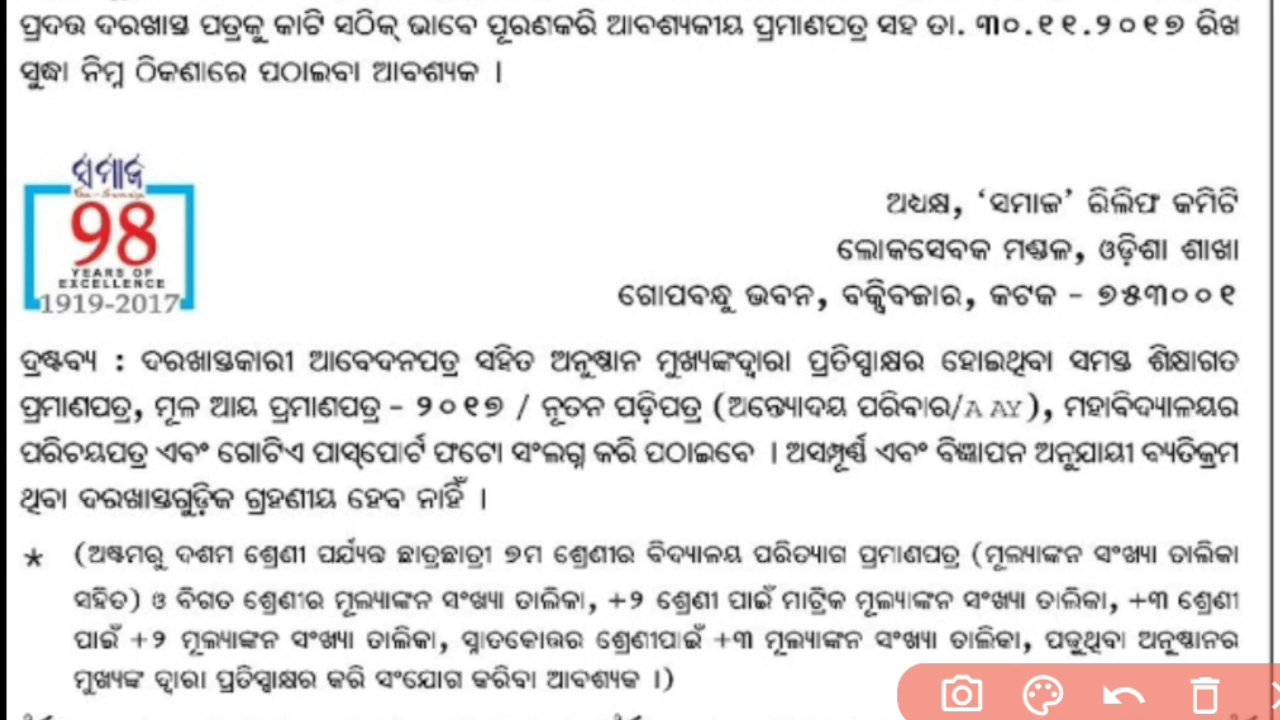 ପ୍ରଦତ୍ତ ଦରଖାସ୍ତ ପତ୍ରକୁ କାଟି ସଠିକ୍ ଭାବେ ପୂରଣକରି ଆବଶ୍ୟକୀୟ ପ୍ରମାଣପତ୍ର ସହ ତା. ୩୦.୧୧.୨୦୧୭ ରିଖ
ସୁଦ୍ଧା ନିମ୍ନ ଠିକଣାରେ ପଠାଇବା ଆବଶ୍ୟକ ।
ସମାଜ
98
YEARS OF
EXCELLENCE
1919-2017
ଅଧ୍ୟକ୍ଷ, ‘ସମାଜ’ ରିଲିଫ କମିଟି
ଲୋକସେବକ ମଣ୍ଡଳ, ଓଡ଼ିଶା ଶାଖା
ଗୋପବନ୍ଧୁ ଭବନ, ବକ୍ସିବଜାର, କଟକ - ୭୫୩୦୦୧
ଦ୍ରଷ୍ଟବ୍ୟ : ଦରଖାସ୍ତକାରୀ ଆବେଦନପତ୍ର ସହିତ ଅନୁଷ୍ଠାନ ମୁଖ୍ୟଙ୍କଦ୍ୱାରା ପ୍ରତିସ୍ୱାକ୍ଷର ହୋଇଥିବା ସମସ୍ତ ଶିକ୍ଷାଗତ
ପ୍ରମାଣପତ୍ର, ମୂଳ ଆୟ ପ୍ରମାଣପତ୍ର - ୨୦୧୭ / ନୂତନ ପଡ଼ିପତ୍ର (ଅନ୍ତ୍ୟୋଦୟ ପରିବାର/A AY), ମହାବିଦ୍ୟାଳୟର
ପରିଚୟପତ୍ର ଏବଂ ଗୋଟିଏ ପାସ୍‌ପୋର୍ଟ ଫଟୋ ସଂଲଗ୍ନ କରି ପଠାଇବେ । ଅସମ୍ପୂର୍ଣ୍ଣ ଏବଂ ବିଜ୍ଞାପନ ଅନୁଯାୟୀ ବ୍ୟତିକ୍ରମ
ଥିବା ଦରଖାସ୍ତଗୁଡ଼ିକ ଗ୍ରହଣୀୟ ହେବ ନାହିଁ ।
* (ଅଷ୍ଟମରୁ ଦଶମ ଶ୍ରେଣୀ ପର୍ଯ୍ୟନ୍ତ ଛାତ୍ରଛାତ୍ରୀ ୭ମ ଶ୍ରେଣୀର ବିଦ୍ୟାଳୟ ପରିତ୍ୟାଗ ପ୍ରମାଣପତ୍ର (ମୂଲ୍ୟାଙ୍କନ ସଂଖ୍ୟା ତାଲିକା
ସହିତ) ଓ ବିଗତ ଶ୍ରେଣୀର ମୂଲ୍ୟାଙ୍କନ ସଂଖ୍ୟା ତାଲିକା, +୨ ଶ୍ରେଣୀ ପାଇଁ ମାଟ୍ରିକ ମୂଲ୍ୟାଙ୍କନ ସଂଖ୍ୟା ତାଲିକା, +୩ ଶ୍ରେଣୀ
ପାଇଁ +୨ ମୂଲ୍ୟାଙ୍କନ ସଂଖ୍ୟା ତାଲିକା, ସ୍ନାତକୋତ୍ତର ଶ୍ରେଣୀପାଇଁ +୩ ମୂଲ୍ୟାଙ୍କନ ସଂଖ୍ୟା ତାଲିକା, ପଢୁଥିବା ଅନୁଷ୍ଠାନର
ମୁଖ୍ୟଙ୍କ ଦ୍ୱାରା ପ୍ରତିସ୍ୱାକ୍ଷର କରି ସଂଯୋଗ କରିବା ଆବଶ୍ୟକ ।)